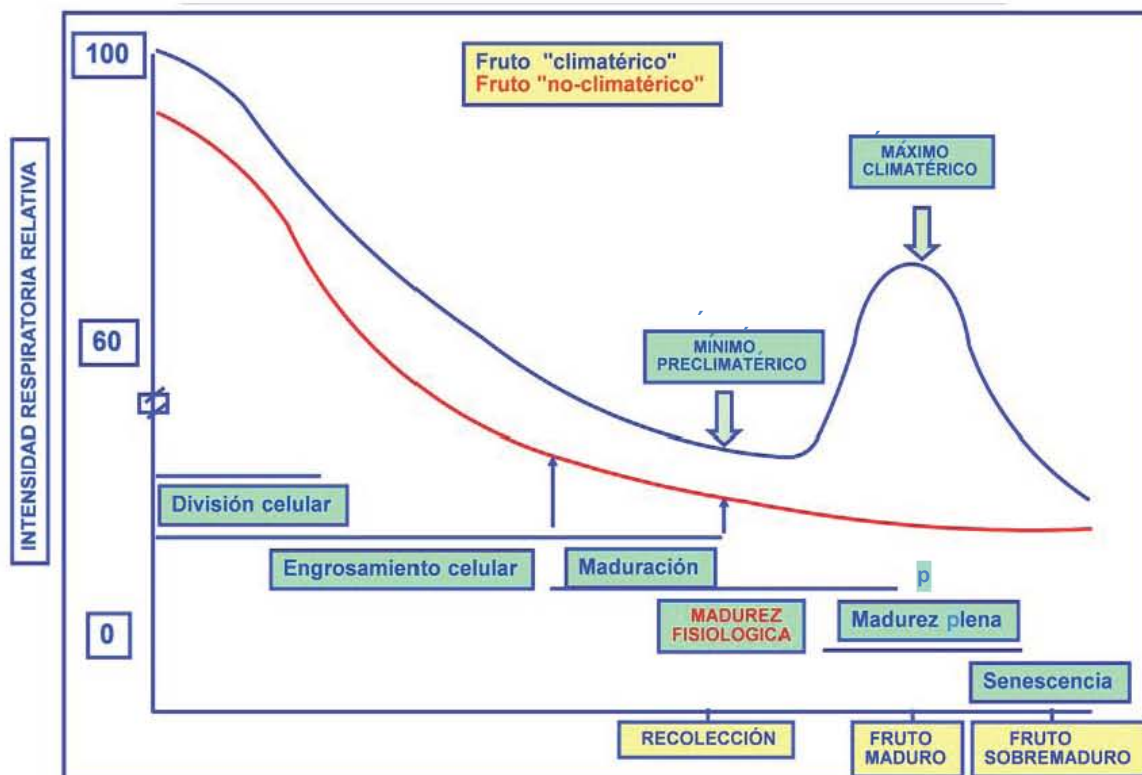 100
Fruto "climatérico"
Fruto "no-climatérico"
MÁXIMO
CLIMATÉRICO
INTENSIDAD RESPIRATORIA RELATIVA
60
MÍNIMO
PRECLIMATÉRICO
División celular
Engrosamiento celular
Maduración
p
0
MADUREZ
FISIOLOGICA
Madurez plena
Senescencia
RECOLECCIÓN
FRUTO
MADURO
FRUTO
SOBREMADURO